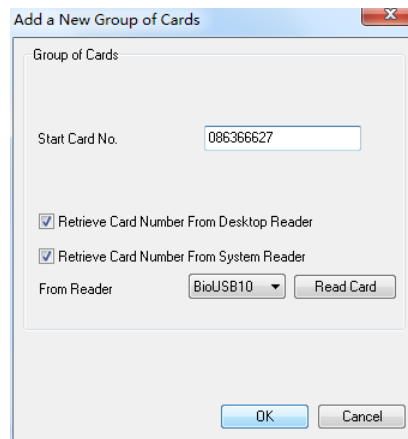 Add a New Group of Cards
Group of Cards
Start Card No. 086366627
Retrieve Card Number From Desktop Reader
Retrieve Card Number From System Reader
From Reader BioUSB10 Read Card
OK Cancel